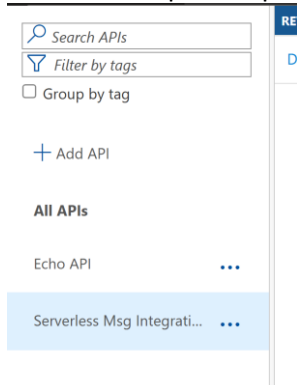 Search APIs
RE
Filter by tags
D
Group by tag
+ Add API
All APIs
Echo API
...
Serverless Msg Integrati... ...